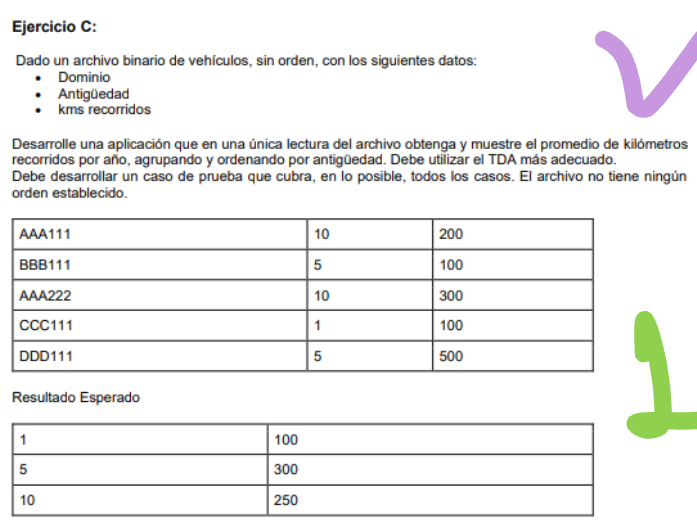 Ejercicio C:
Dado un archivo binario de vehículos, sin orden, con los siguientes datos:
• Dominio
• Antigüedad
• kms recorridos
Desarrolle una aplicación que en una única lectura del archivo obtenga y muestre el promedio de kilómetros
recorridos por año, agrupando y ordenando por antigüedad. Debe utilizar el TDA más adecuado.
Debe desarrollar un caso de prueba que cubra, en lo posible, todos los casos. El archivo no tiene ningún
orden establecido.
AAA111 10 200
BBB111 5 100
AAA222 10 300
CCC111 1 100
DDD111 5 500
Resultado Esperado
1 100
5 300
10 250